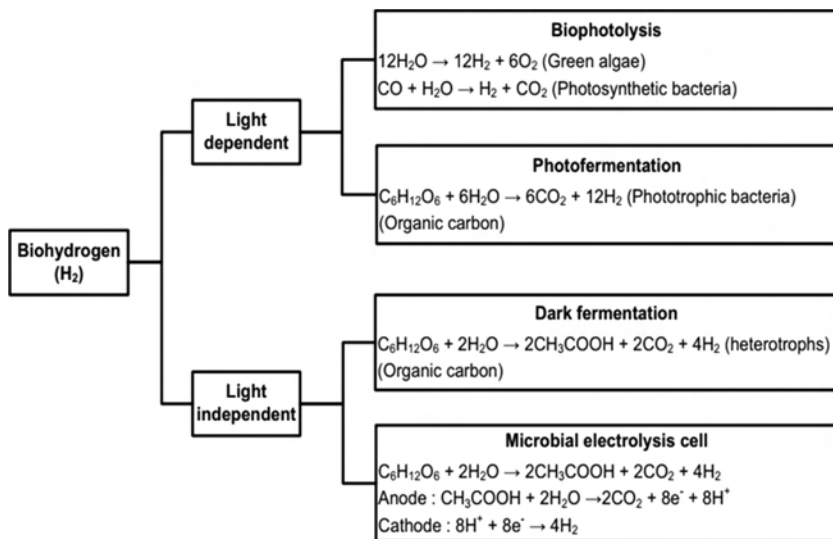 Biohydrogen
(H₂)
Light
dependent
Biophotolysis
12H₂O → 12H₂ + 6O₂ (Green algae)
CO + H₂O → H₂ + CO₂ (Photosynthetic bacteria)
Photofermentation
C₆H₁₂O₆ + 6H₂O → 6CO₂ + 12H₂ (Phototrophic bacteria)
(Organic carbon)
Light
independent
Dark fermentation
C₆H₁₂O₆ + 2H₂O → 2CH₃COOH + 2CO₂ + 4H₂ (heterotrophs)
(Organic carbon)
Microbial electrolysis cell
C₆H₁₂O₆ + 2H₂O → 2CH₃COOH + 2CO₂ + 4H₂
Anode : CH₃COOH + 2H₂O →2CO₂ + 8e⁻ + 8H⁺
Cathode : 8H⁺ + 8e⁻ → 4H₂